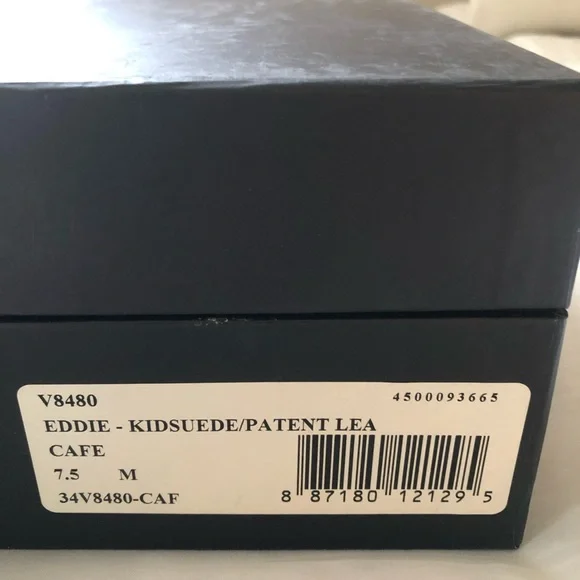 V8480 4500093665
EDDIE - KIDSUEDE/PATENT LEA
CAFE
7.5 M
34V8480-CAF
8 87180 12129 5